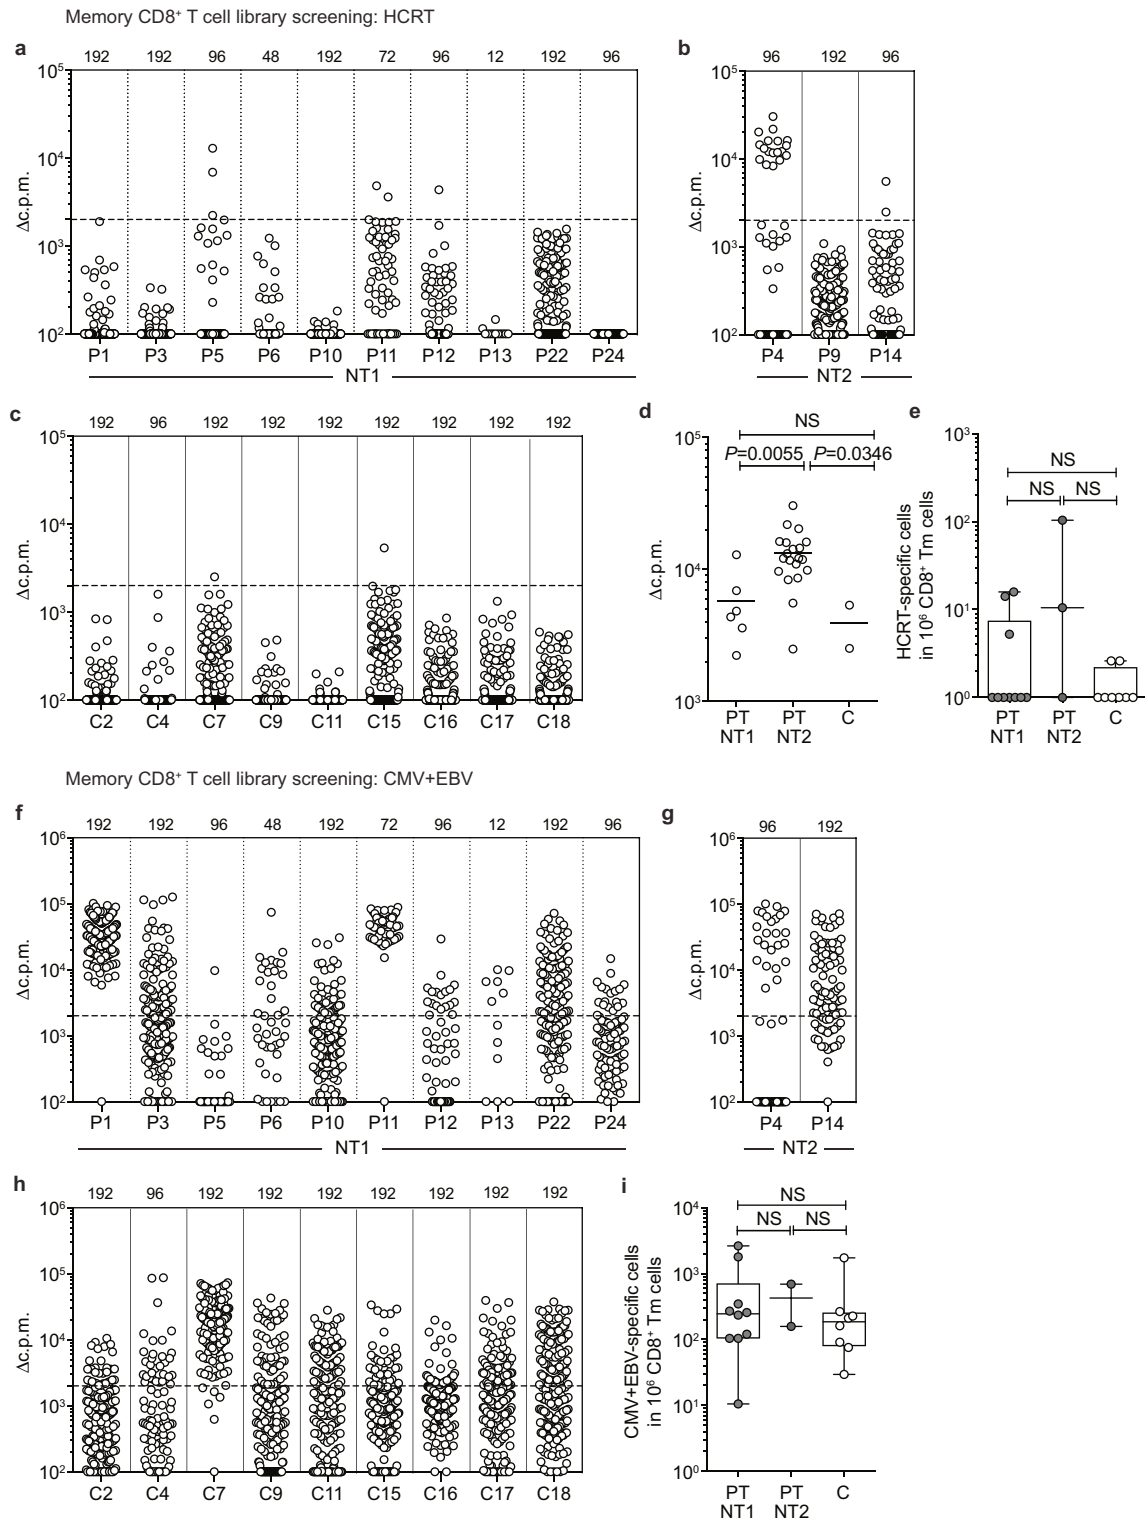 Memory CD8⁺ T cell library screening: HCRT
a
192 192 96 48 192 72 96 12 192 96
10⁵
10⁴
10³
10²
Δc.p.m.
P1 P3 P5 P6 P10 P11 P12 P13 P22 P24
NT1
b
96 192 96
10⁵
10⁴
10³
10²
Δc.p.m.
P4 P9 P14
NT2
c
192 96 192 192 192 192 192 192 192
10⁵
10⁴
10³
10²
Δc.p.m.
C2 C4 C7 C9 C11 C15 C16 C17 C18
d
NS
P=0.0055 P=0.0346
10⁵
10⁴
10³
Δc.p.m.
PT PT C
NT1 NT2
e
NS
NS NS
10³
10²
10¹
10⁰
HCRT-specific cells
in 10⁶ CD8⁺ Tm cells
PT PT C
NT1 NT2
Memory CD8⁺ T cell library screening: CMV+EBV
f
192 192 96 48 192 72 96 12 192 96
10⁶
10⁵
10⁴
10³
10²
Δc.p.m.
P1 P3 P5 P6 P10 P11 P12 P13 P22 P24
NT1
g
96 192
10⁶
10⁵
10⁴
10³
10²
Δc.p.m.
P4 P14
NT2
h
192 96 192 192 192 192 192 192 192
10⁶
10⁵
10⁴
10³
10²
Δc.p.m.
C2 C4 C7 C9 C11 C15 C16 C17 C18
i
NS
NS NS
10⁴
10³
10²
10¹
10⁰
CMV+EBV-specific cells
in 10⁶ CD8⁺ Tm cells
PT PT C
NT1 NT2